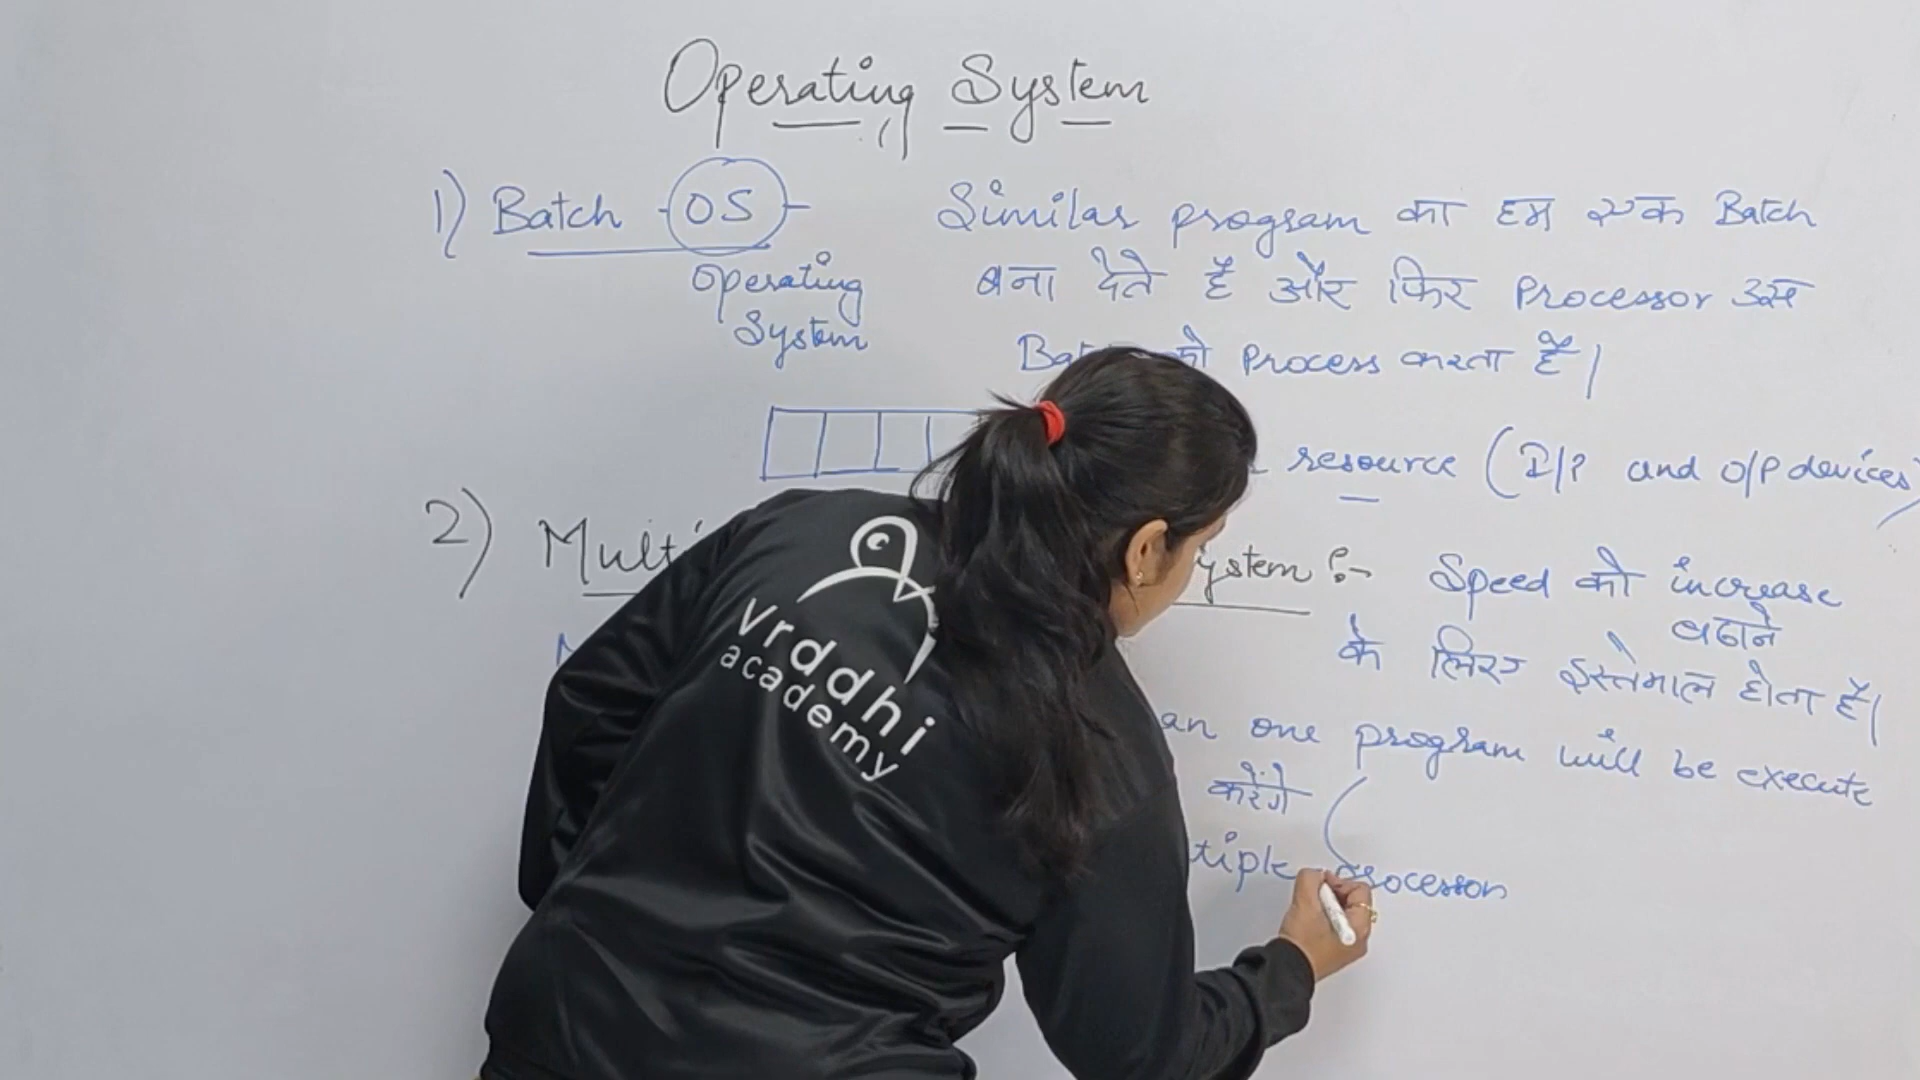 Operating System
1) Batch OS - Similar program का हम एक Batch
Operating System
बना देते हैं और फिर Processor उस
को Process करता है।
resource (I/P and O/P devices)
2) Multi ystem :- Speed को increase
बढाने
के लिए इस्तेमाल होता है।
an one program will be execute
करेंगे
tiple processor
vrddhi
academy